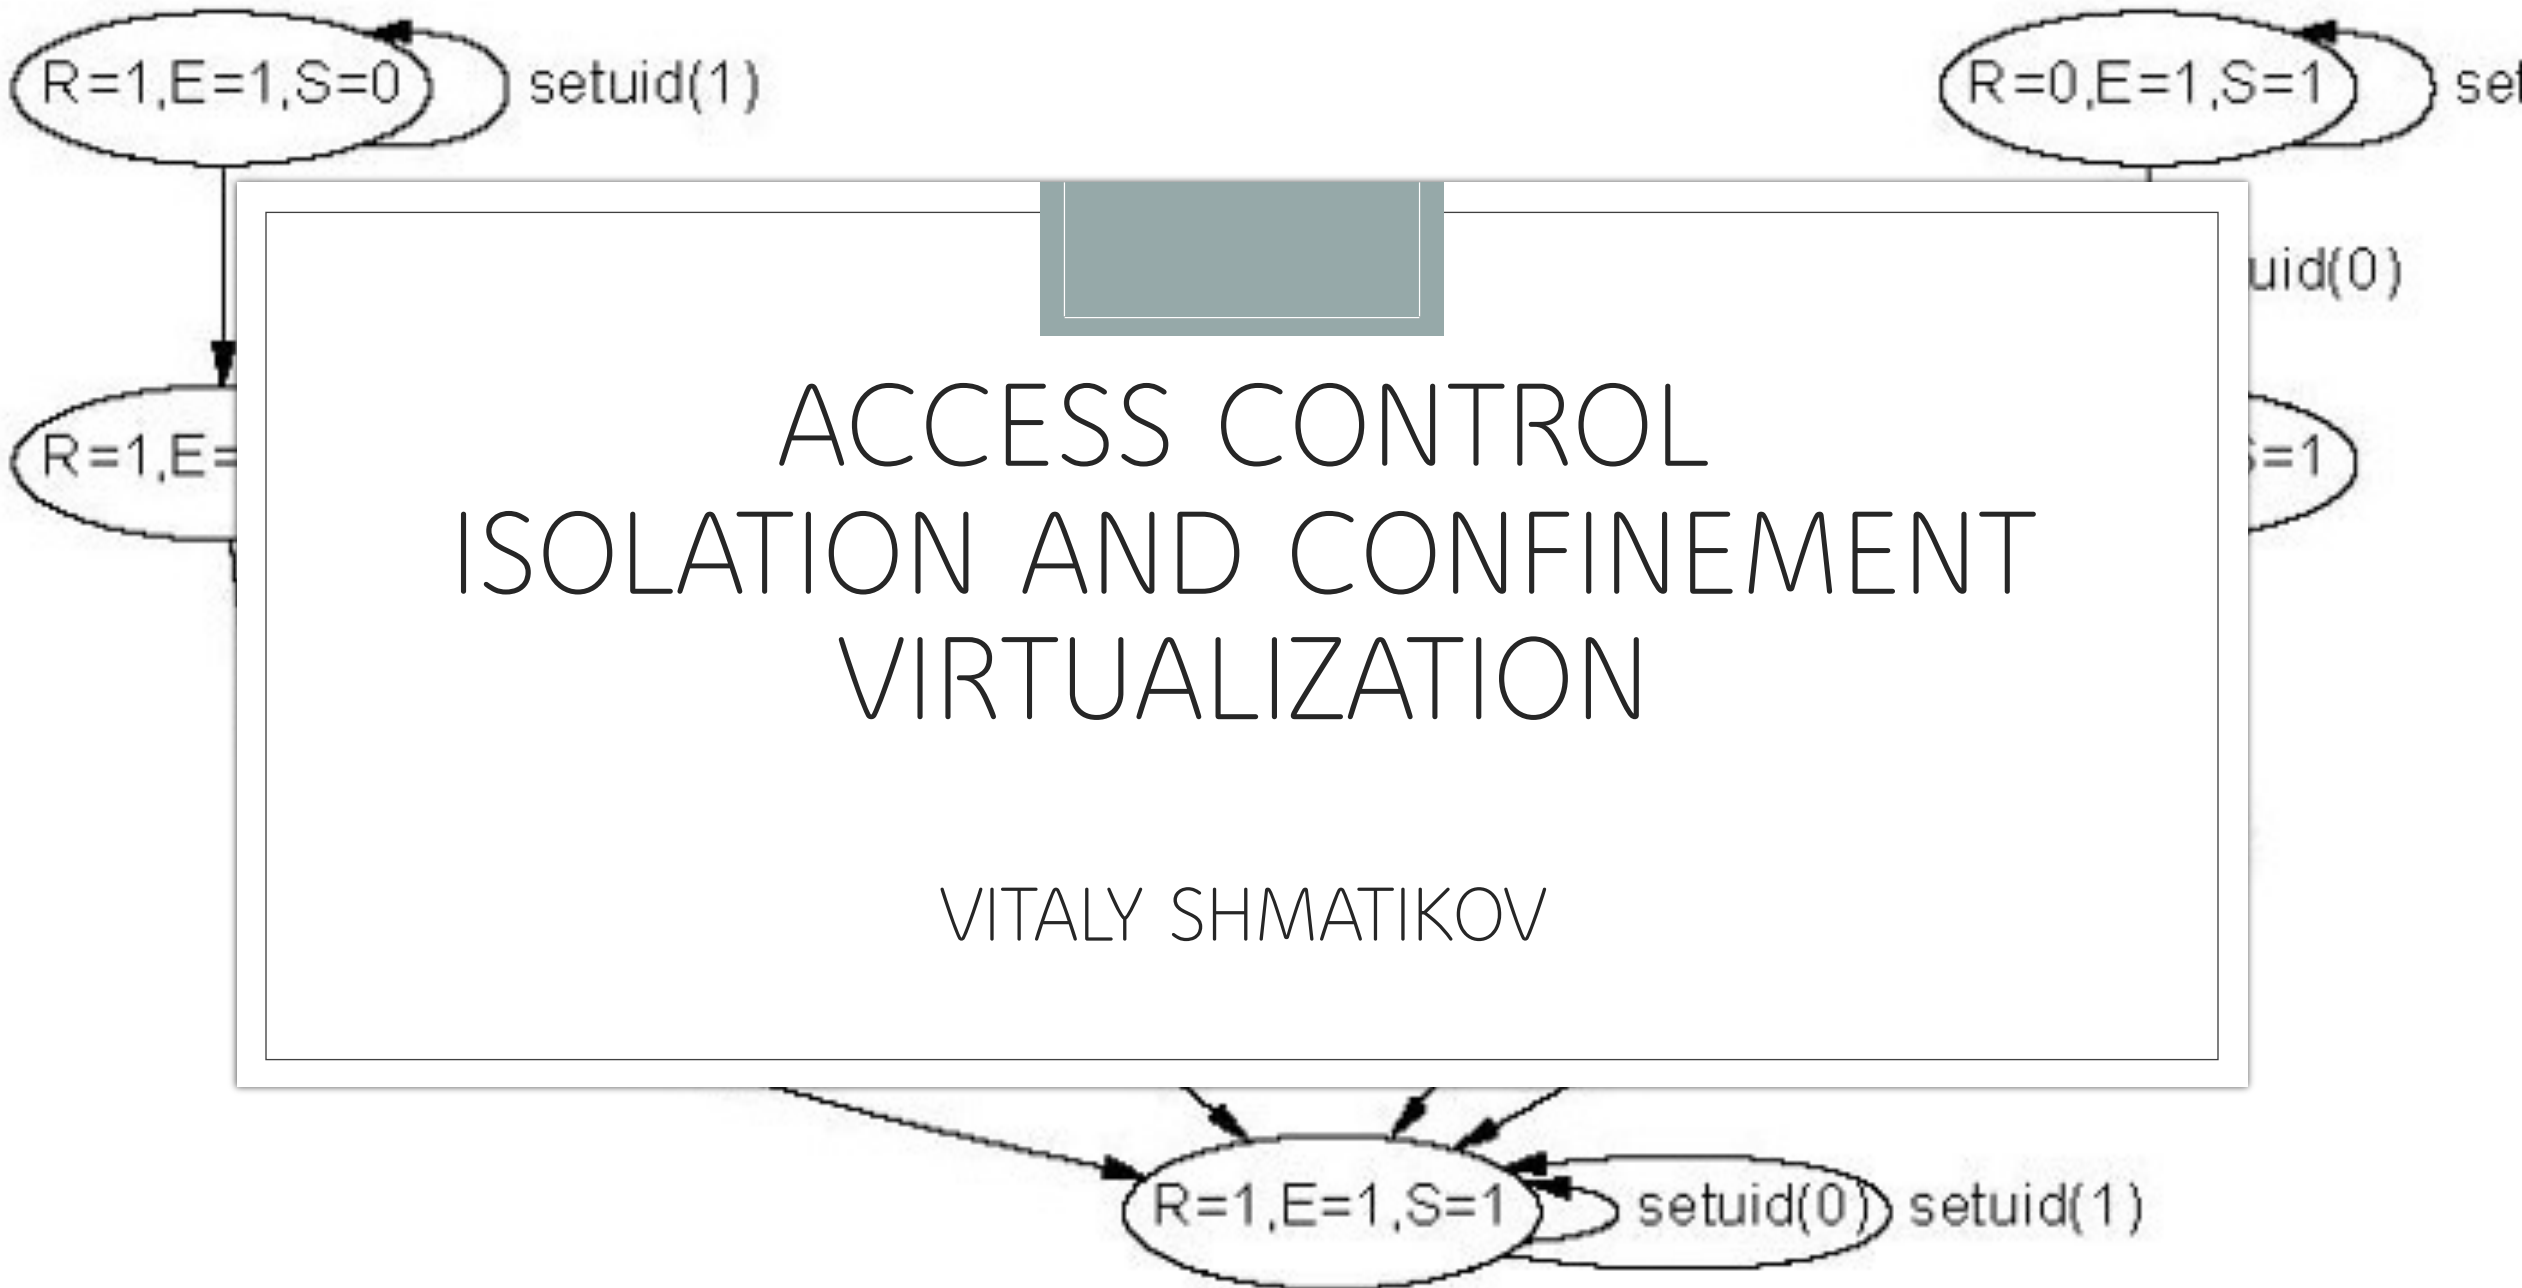 R=1,E=1,S=0
setuid(1)
R=0,E=1,S=1
set
uid(0)
R=1,E=
S=1
ACCESS CONTROL
ISOLATION AND CONFINEMENT
VIRTUALIZATION
VITALY SHMATIKOV
R=1,E=1,S=1
setuid(0)
setuid(1)